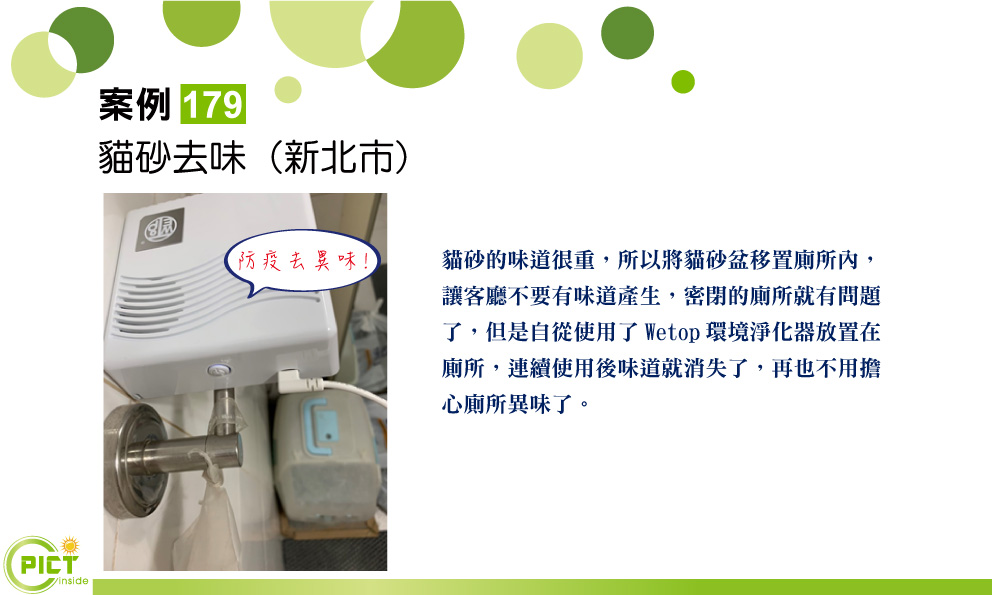 案例 179
貓砂去味（新北市）
防疫去異味!
貓砂的味道很重，所以將貓砂盆移置廁所內，
讓客廳不要有味道產生，密閉的廁所就有問題
了，但是自從使用了 Wetop 環境淨化器放置在
廁所，連續使用後味道就消失了，再也不用擔
心廁所異味了。
PICT
inside